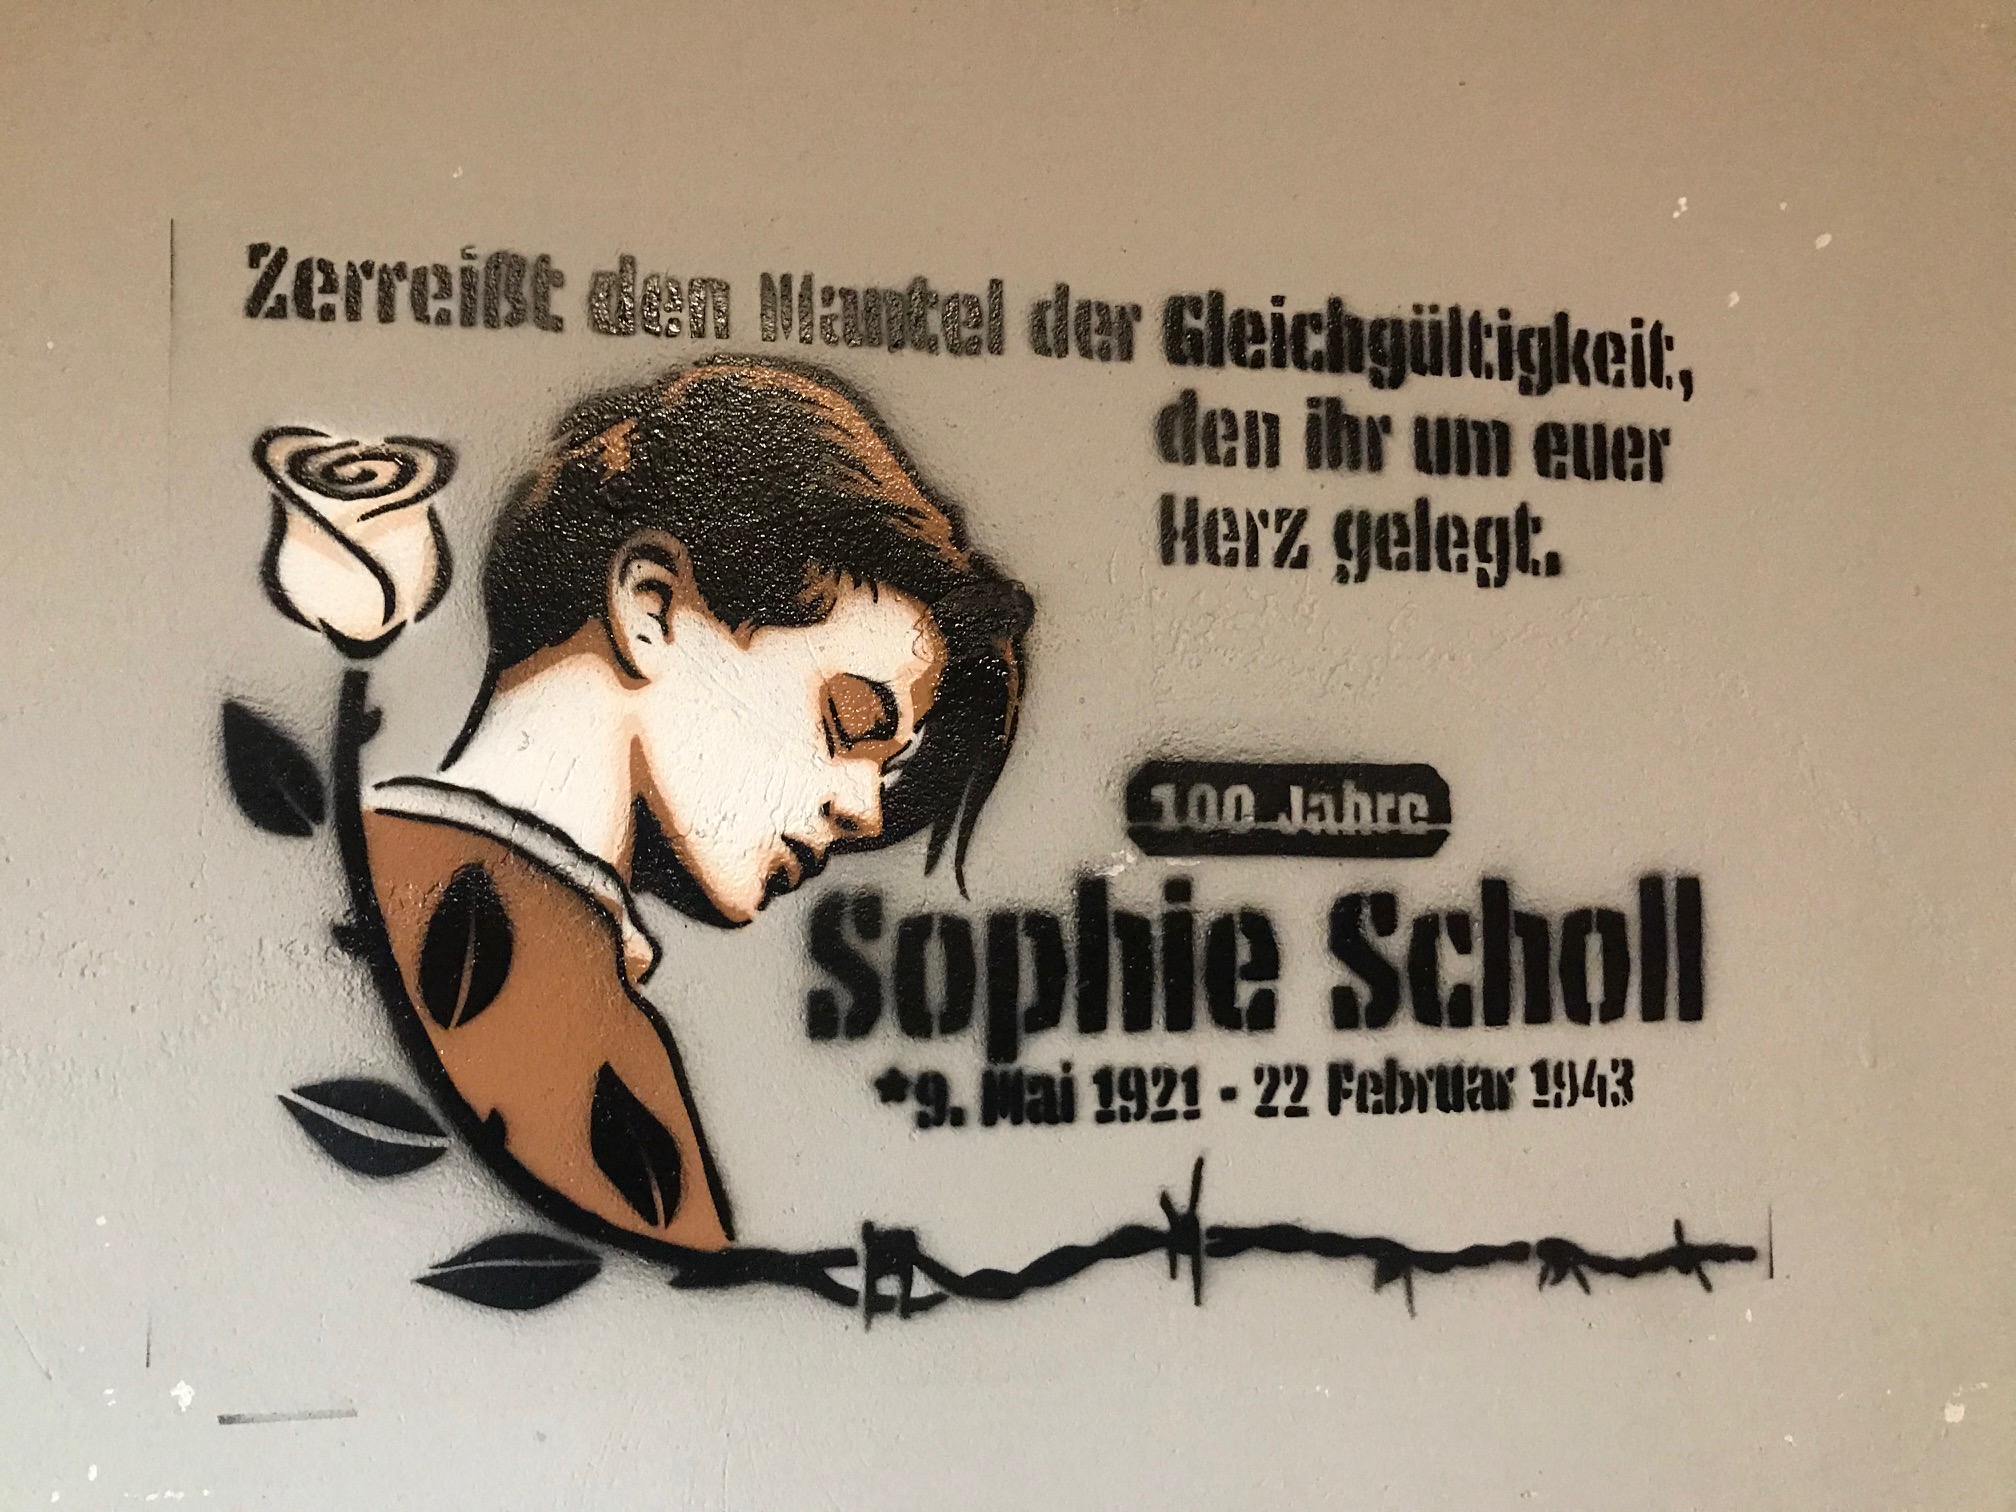 Zerreißt den Mantel der Gleichgültigkeit,
den ihr um euer
Herz gelegt.
100 Jahre
Sophie Scholl
*9. Mai 1921 - 22 Februar 1943